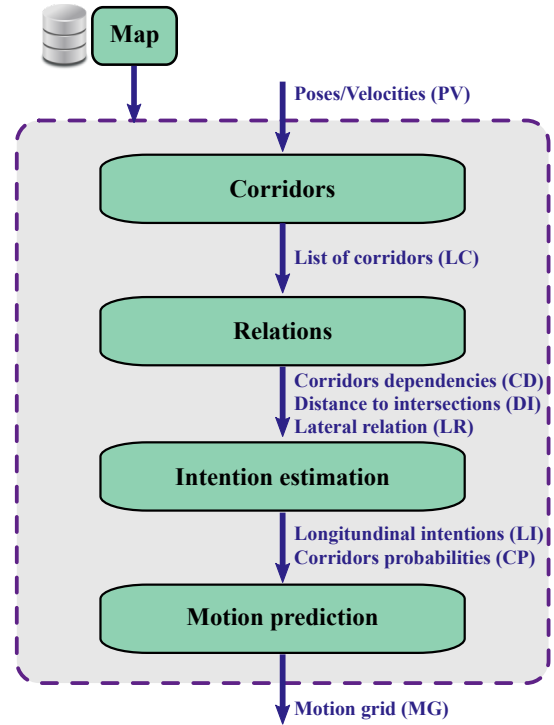 Map
Poses/Velocities (PV)
Corridors
List of corridors (LC)
Relations
Corridors dependencies (CD)
Distance to intersections (DI)
Lateral relation (LR)
Intention estimation
Longitundinal intentions (LI)
Corridors probabilities (CP)
Motion prediction
Motion grid (MG)